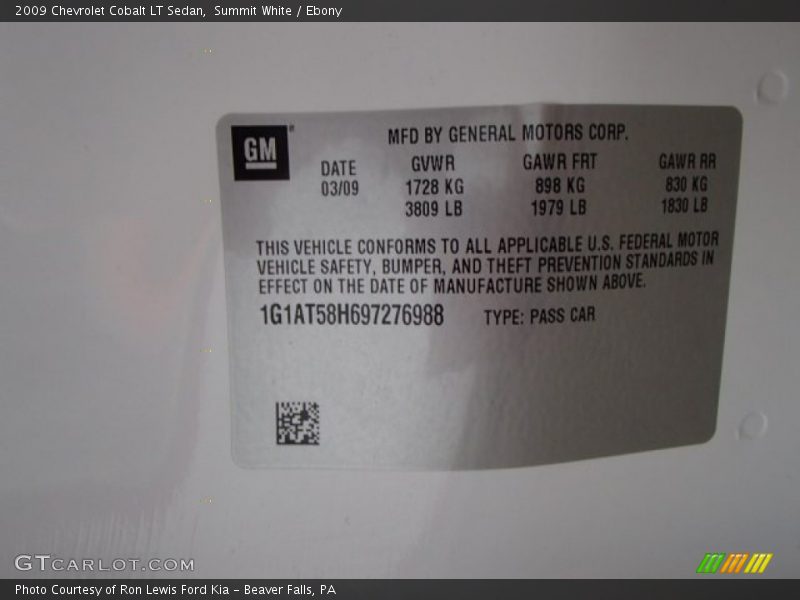 2009 Chevrolet Cobalt LT Sedan, Summit White / Ebony
GM
MFD BY GENERAL MOTORS CORP.
DATE GVWR GAWR FRT GAWR RR
03/09 1728 KG 898 KG 830 KG
3809 LB 1979 LB 1830 LB
THIS VEHICLE CONFORMS TO ALL APPLICABLE U.S. FEDERAL MOTOR
VEHICLE SAFETY, BUMPER, AND THEFT PREVENTION STANDARDS IN
EFFECT ON THE DATE OF MANUFACTURE SHOWN ABOVE.
1G1AT58H697276988 TYPE: PASS CAR
GTCARLOT.COM
Photo Courtesy of Ron Lewis Ford Kia - Beaver Falls, PA